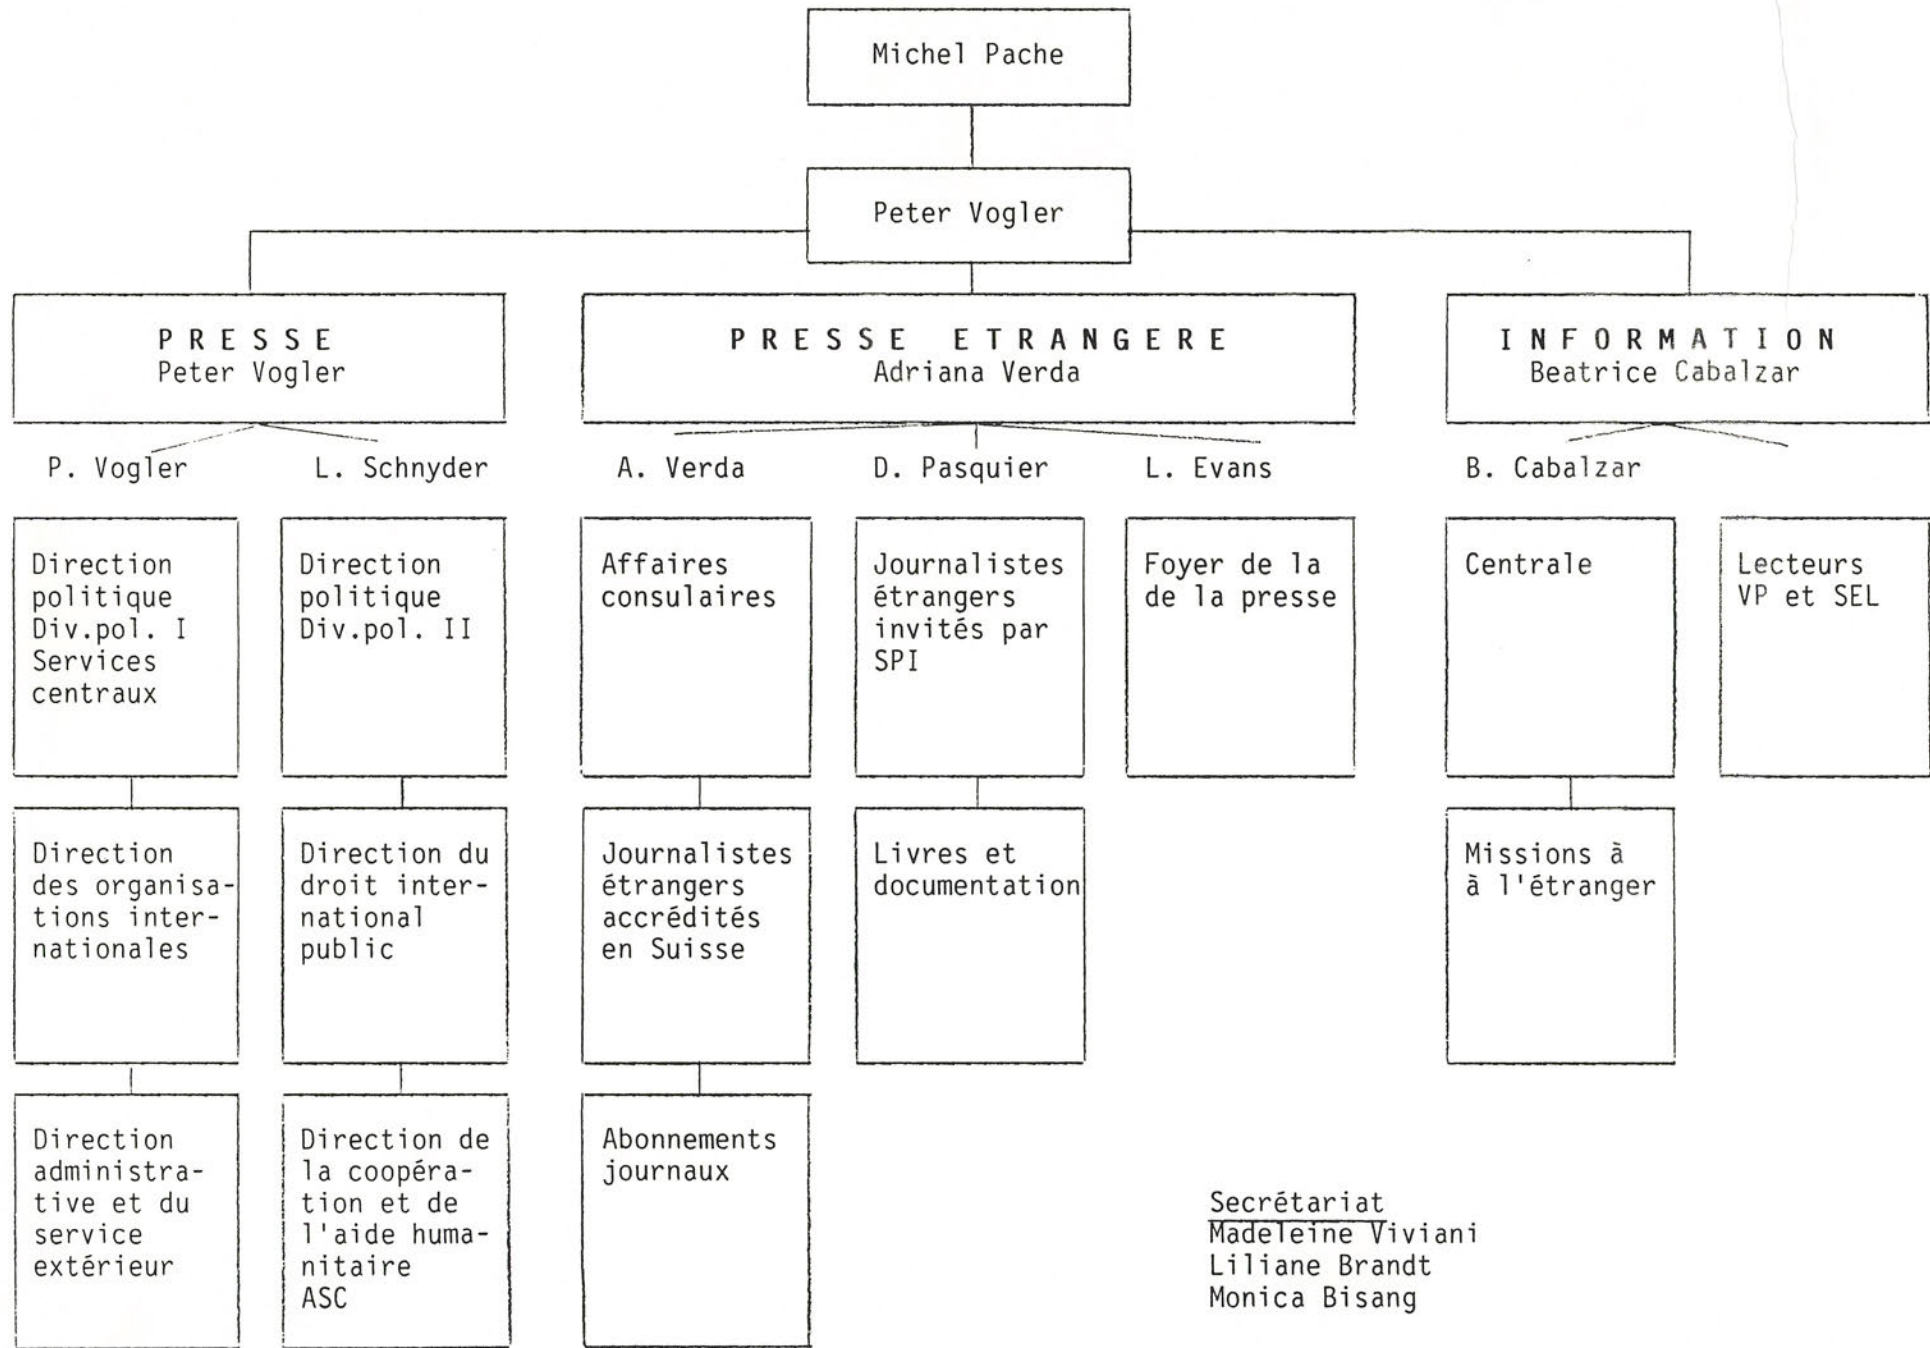 Michel Pache
Peter Vogler
P R E S S E
Peter Vogler
P R E S S E   E T R A N G E R E
Adriana Verda
I N F O R M A T I O N
Beatrice Cabalzar
P. Vogler
L. Schnyder
A. Verda
D. Pasquier
L. Evans
B. Cabalzar
Direction
politique
Div.pol. I
Services
centraux
Direction
politique
Div.pol. II
Affaires
consulaires
Journalistes
étrangers
invités par
SPI
Foyer de la
de la presse
Centrale
Lecteurs
VP et SEL
Direction
des organisa-
tions inter-
nationales
Direction du
droit inter-
national
public
Journalistes
étrangers
accrédités
en Suisse
Livres et
documentation
Missions à
à l'étranger
Direction
administra-
tive et du
service
extérieur
Direction de
la coopéra-
tion et de
l'aide huma-
nitaire
ASC
Abonnements
journaux
Secrétariat
Madeleine Viviani
Liliane Brandt
Monica Bisang